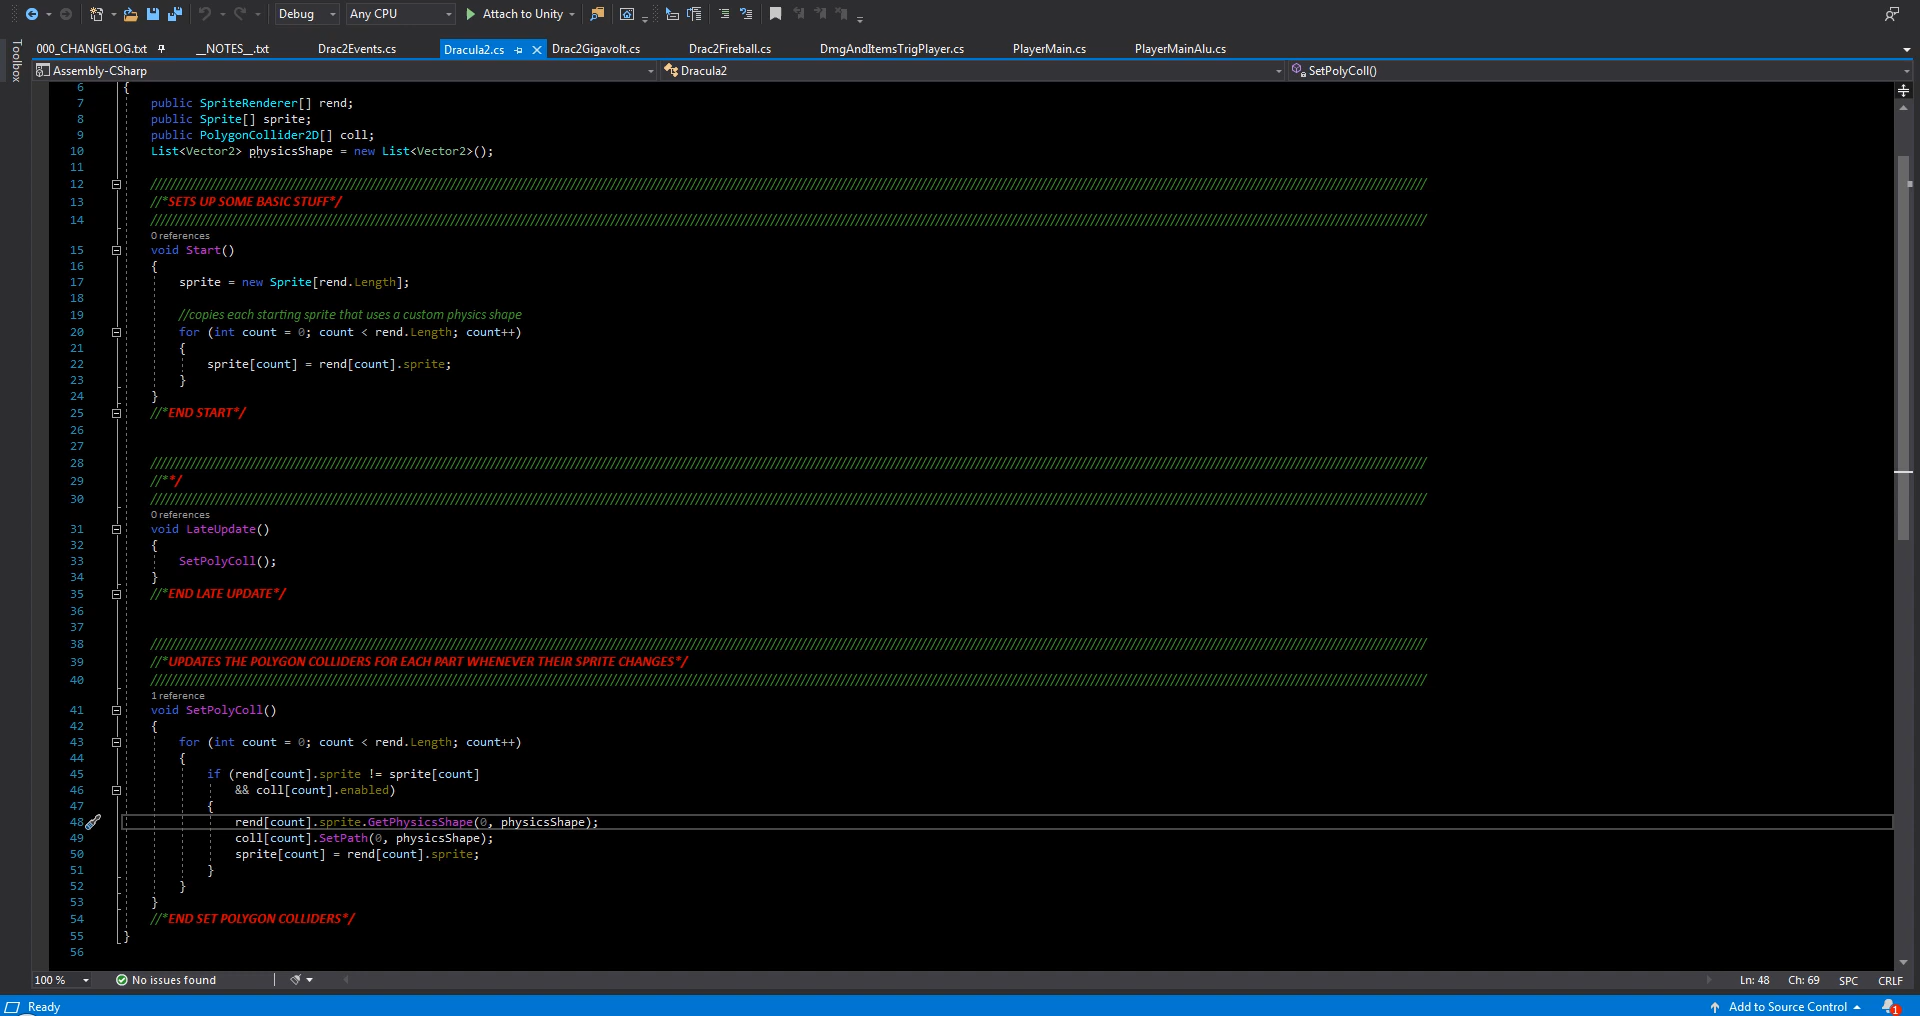 Debug Any CPU Attach to Unity
Toolbox
000_CHANGELOG.txt __NOTES__.txt Drac2Events.cs Dracula2.cs Drac2Gigavolt.cs Drac2Fireball.cs DmgAndItemsTrigPlayer.cs PlayerMain.cs PlayerMainAlu.cs
Assembly-CSharp Dracula2 SetPolyColl()
6 {
7 public SpriteRenderer[] rend;
8 public Sprite[] sprite;
9 public PolygonCollider2D[] coll;
10 List<Vector2> physicsShape = new List<Vector2>();
11
12
13 //*SETS UP SOME BASIC STUFF*/
14
0 references
15 void Start()
16 {
17 sprite = new Sprite[rend.Length];
18
19 //copies each starting sprite that uses a custom physics shape
20 for (int count = 0; count < rend.Length; count++)
21 {
22 sprite[count] = rend[count].sprite;
23 }
24 }
25 //*END START*/
26
27
28
29 //**/
30
0 references
31 void LateUpdate()
32 {
33 SetPolyColl();
34 }
35 //*END LATE UPDATE*/
36
37
38
39 //*UPDATES THE POLYGON COLLIDERS FOR EACH PART WHENEVER THEIR SPRITE CHANGES*/
40
1 reference
41 void SetPolyColl()
42 {
43 for (int count = 0; count < rend.Length; count++)
44 {
45 if (rend[count].sprite != sprite[count]
46 && coll[count].enabled)
47 {
48 rend[count].sprite.GetPhysicsShape(0, physicsShape);
49 coll[count].SetPath(0, physicsShape);
50 sprite[count] = rend[count].sprite;
51 }
52 }
53 }
54 //*END SET POLYGON COLLIDERS*/
55 }
56
100 % No issues found Ln: 48 Ch: 69 SPC CRLF
Ready Add to Source Control 1